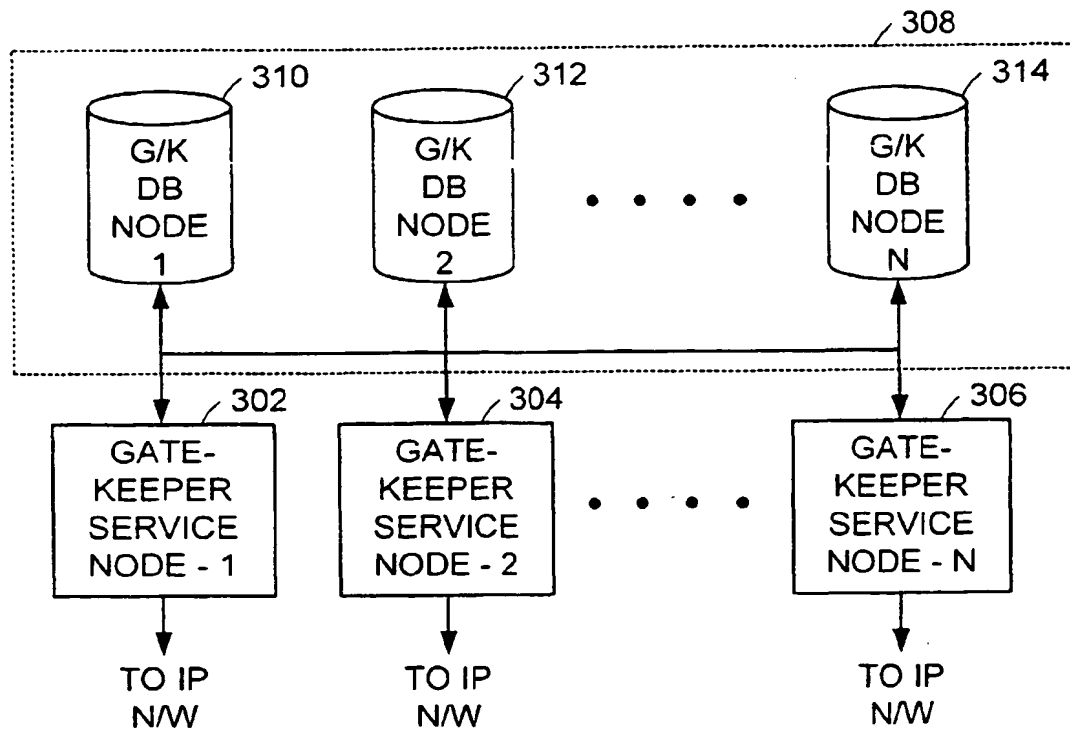 308
310
312
314
G/K
DB
NODE
1
G/K
DB
NODE
2
G/K
DB
NODE
N
302
304
306
GATE-
KEEPER
SERVICE
NODE - 1
GATE-
KEEPER
SERVICE
NODE - 2
GATE-
KEEPER
SERVICE
NODE - N
TO IP
N/W
TO IP
N/W
TO IP
N/W